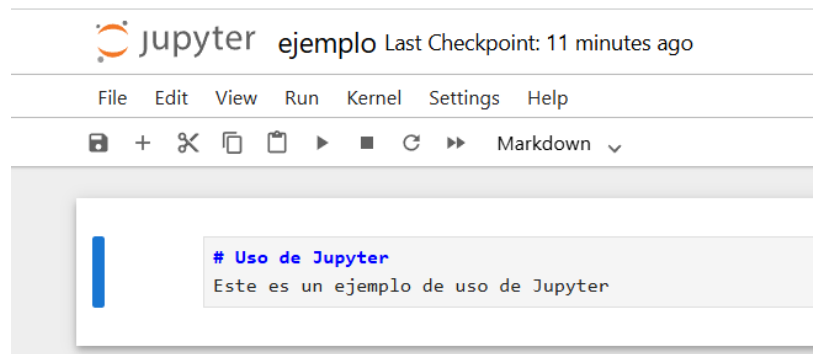 jupyter ejemplo Last Checkpoint: 11 minutes ago
File Edit View Run Kernel Settings Help
Markdown
# Uso de Jupyter
Este es un ejemplo de uso de Jupyter